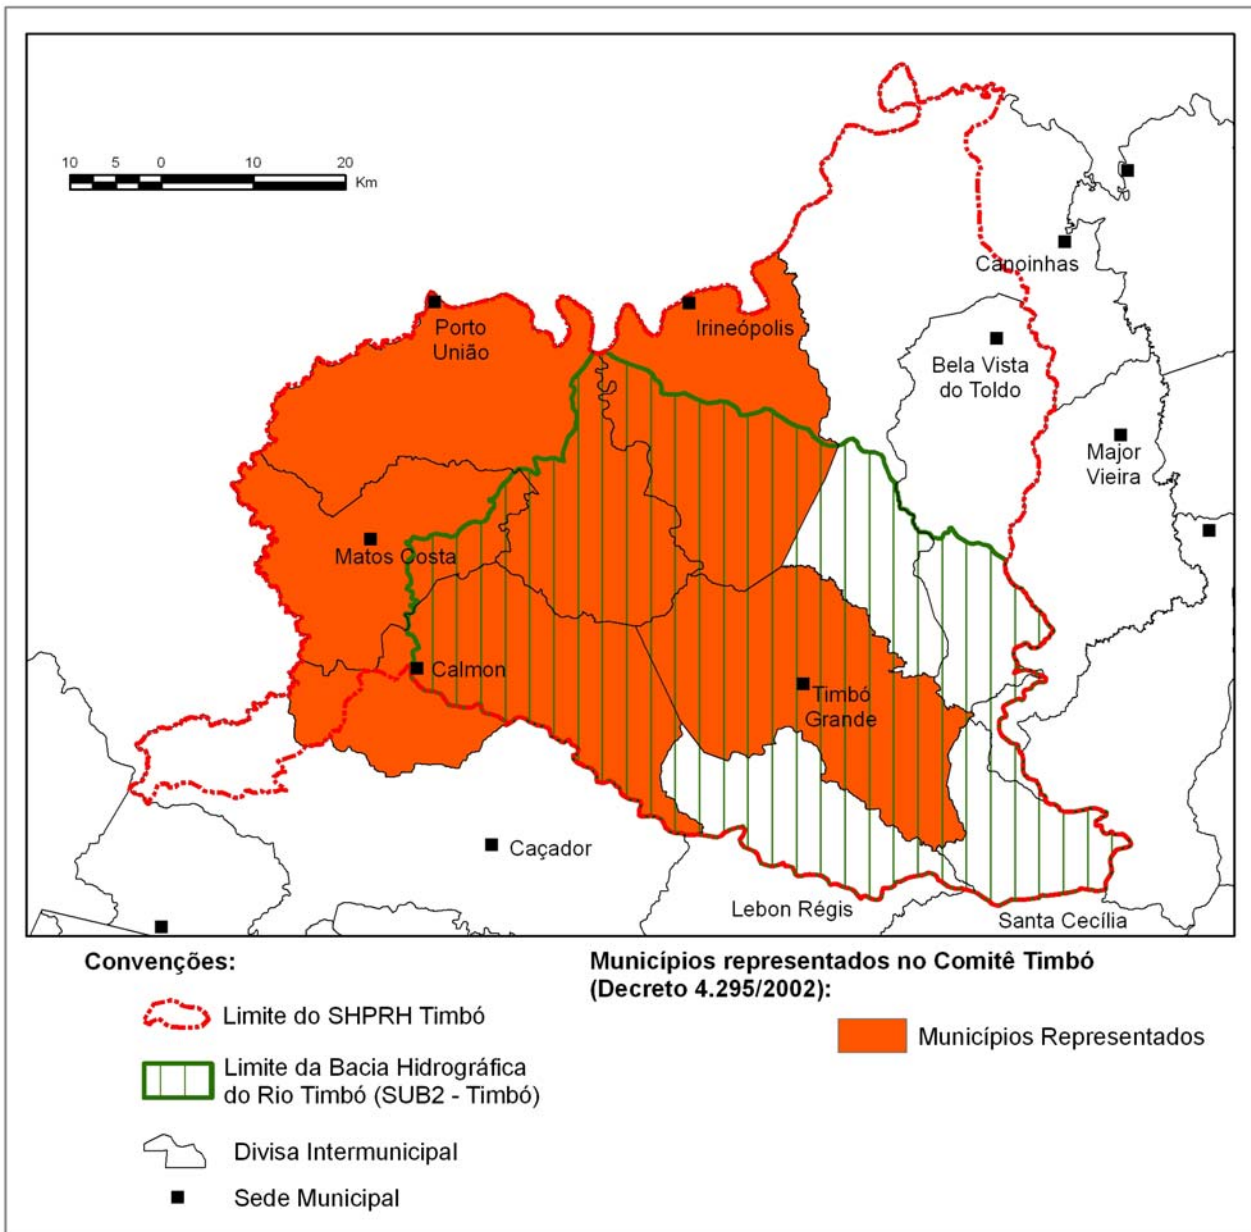 10 5 0 10 20
Km
Canoinhas
Porto
União
Irineópolis
Bela Vista
do Toldo
Major
Vieira
Matos Costa
Calmon
Timbó
Grande
Caçador
Lebon Régis
Santa Cecília
Convenções:
Limite do SHPRH Timbó
Limite da Bacia Hidrográfica
do Rio Timbó (SUB2 - Timbó)
Divisa Intermunicipal
Sede Municipal
Municípios representados no Comitê Timbó
(Decreto 4.295/2002):
Municípios Representados